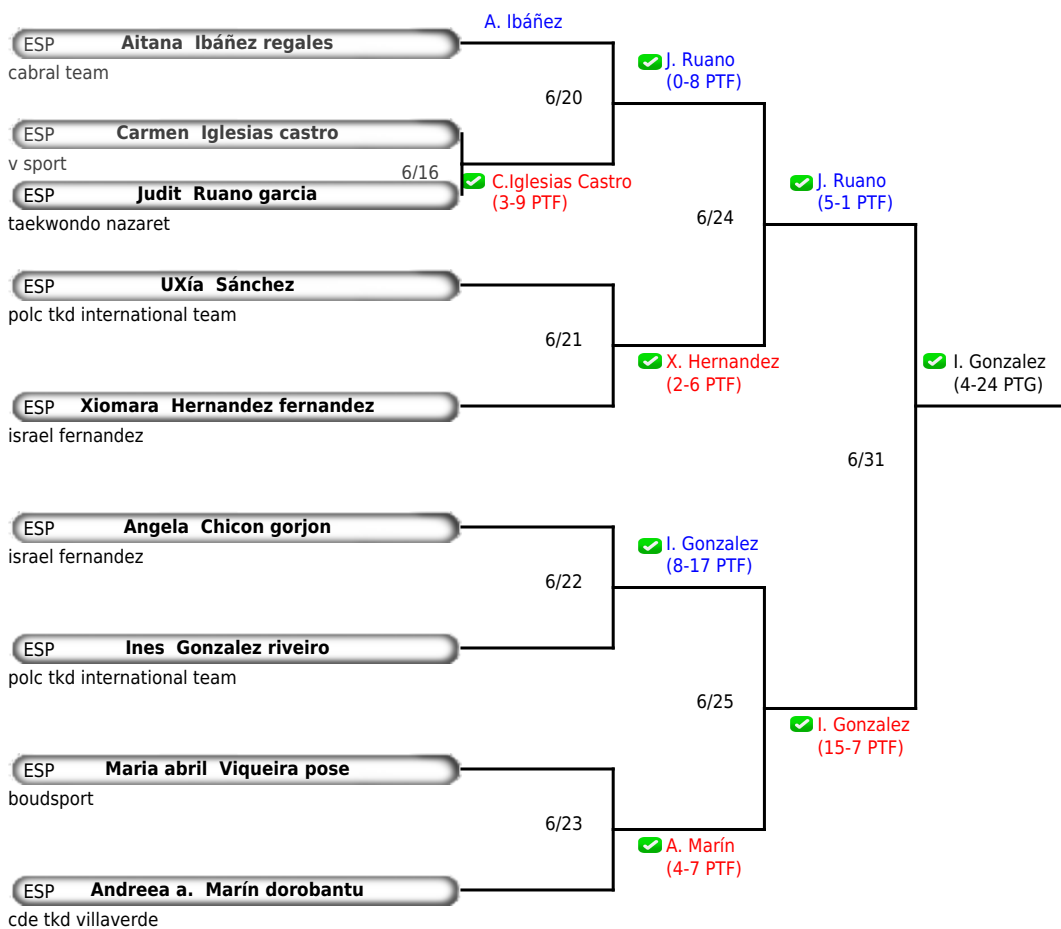 A. Ibáñez
ESP Aitana Ibáñez regales
cabral team
J. Ruano
(0-8 PTF)
6/20
ESP Carmen Iglesias castro
v sport
6/16
C.Iglesias Castro
(3-9 PTF)
ESP Judit Ruano garcia
taekwondo nazaret
J. Ruano
(5-1 PTF)
6/24
ESP UXía Sánchez
polc tkd international team
6/21
X. Hernandez
(2-6 PTF)
I. Gonzalez
(4-24 PTG)
ESP Xiomara Hernandez fernandez
israel fernandez
6/31
ESP Angela Chicon gorjon
israel fernandez
I. Gonzalez
(8-17 PTF)
6/22
ESP Ines Gonzalez riveiro
polc tkd international team
6/25
I. Gonzalez
(15-7 PTF)
ESP Maria abril Viqueira pose
boudsport
6/23
A. Marín
(4-7 PTF)
ESP Andreea a. Marín dorobantu
cde tkd villaverde